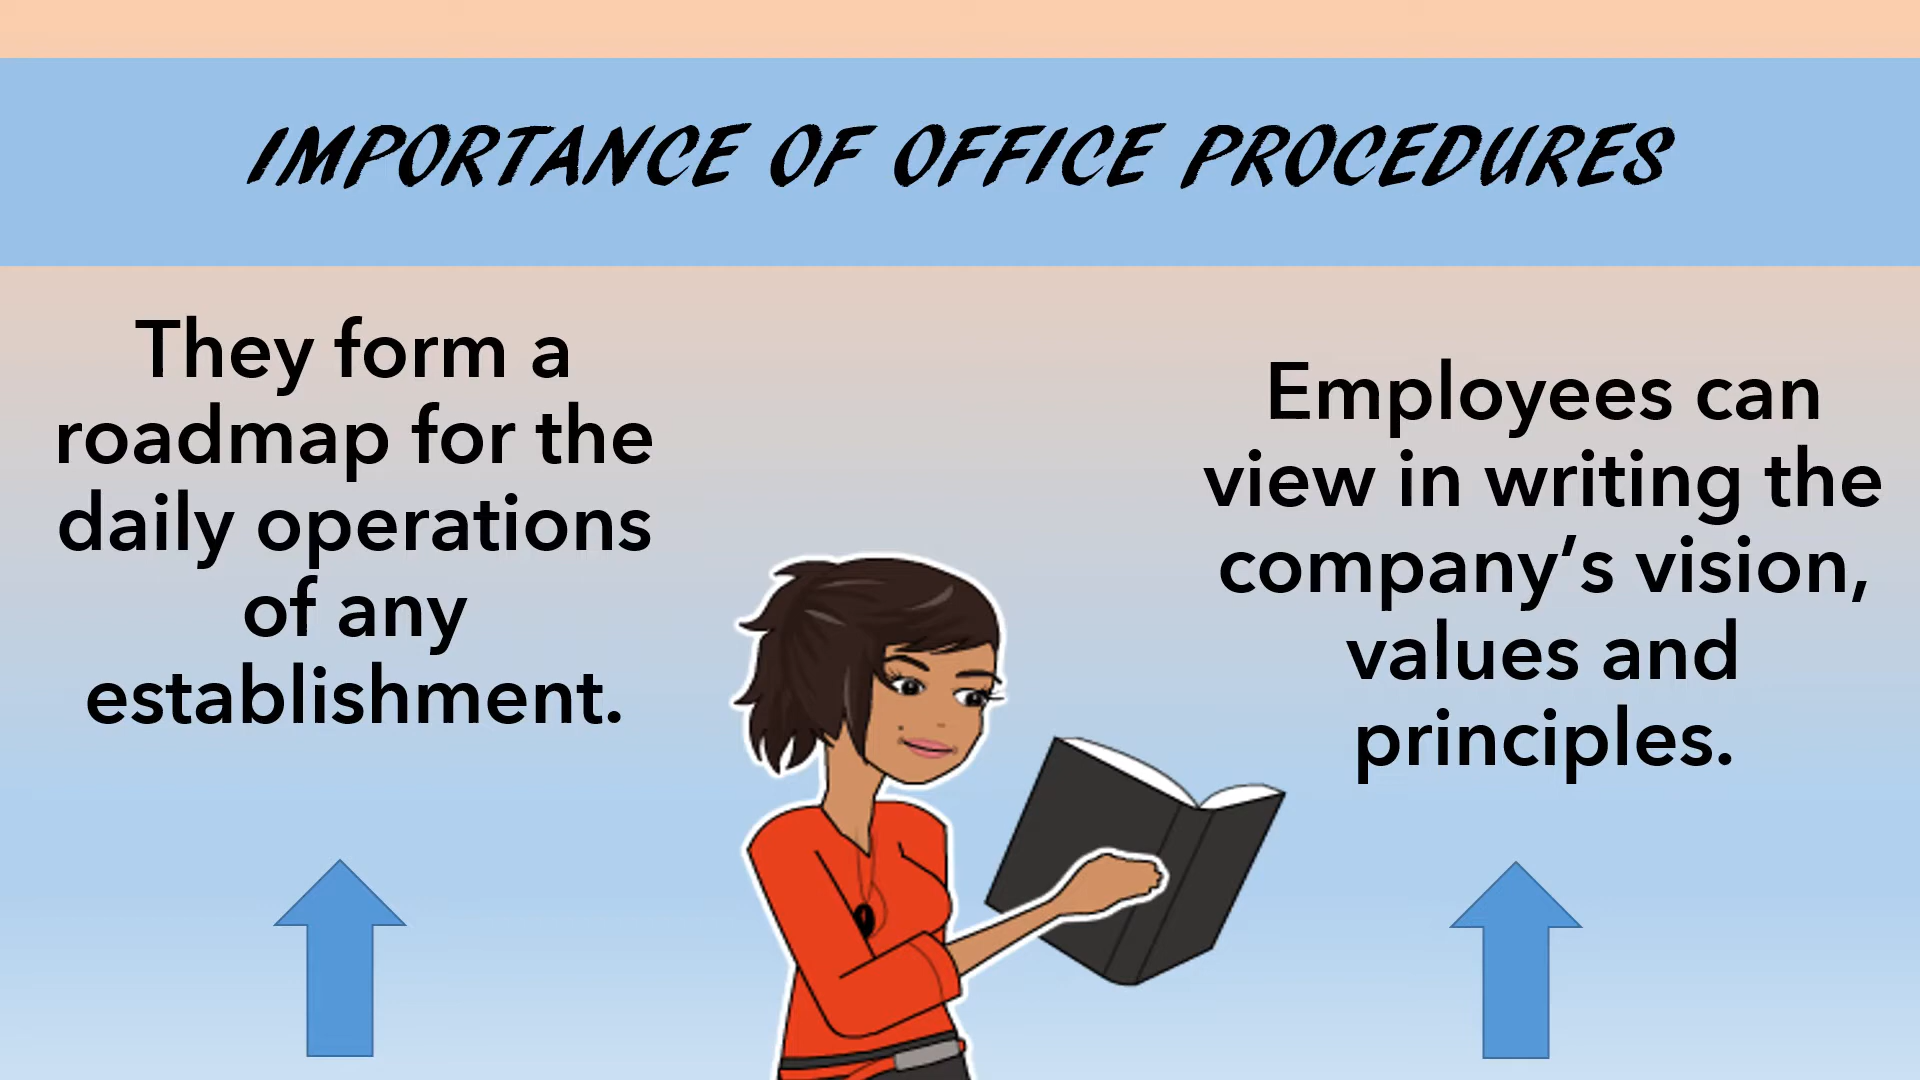 IMPORTANCE OF OFFICE PROCEDURES
They form a
roadmap for the
daily operations
of any
establishment.
Employees can
view in writing the
company’s vision,
values and
principles.